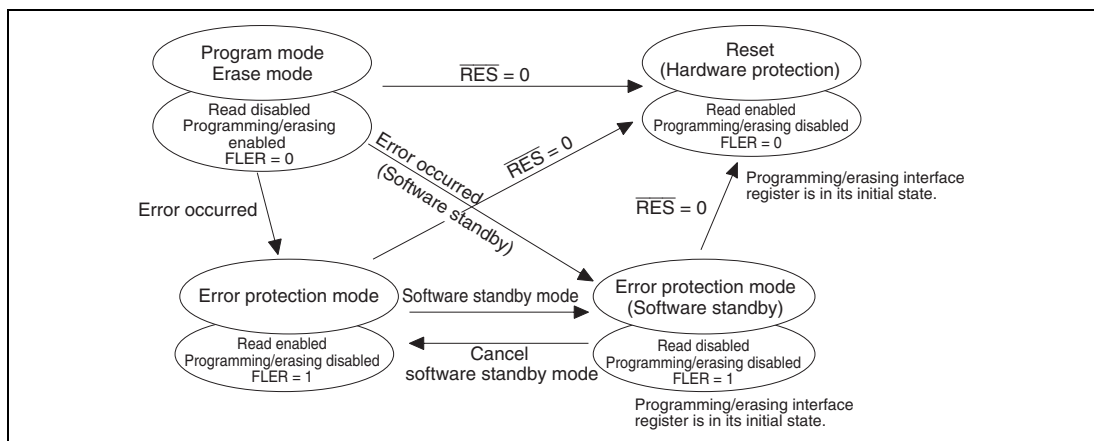 Program mode
Erase mode
Read disabled
Programming/erasing
enabled
FLER = 0
R̅E̅S̅ = 0
Reset
(Hardware protection)
Read enabled
Programming/erasing disabled
FLER = 0
Programming/erasing interface
register is in its initial state.
Error occurred
Error occurred
(Software standby)
R̅E̅S̅ = 0
R̅E̅S̅ = 0
Error protection mode
Read enabled
Programming/erasing disabled
FLER = 1
Software standby mode
Cancel
software standby mode
Error protection mode
(Software standby)
Read disabled
Programming/erasing disabled
FLER = 1
Programming/erasing interface
register is in its initial state.